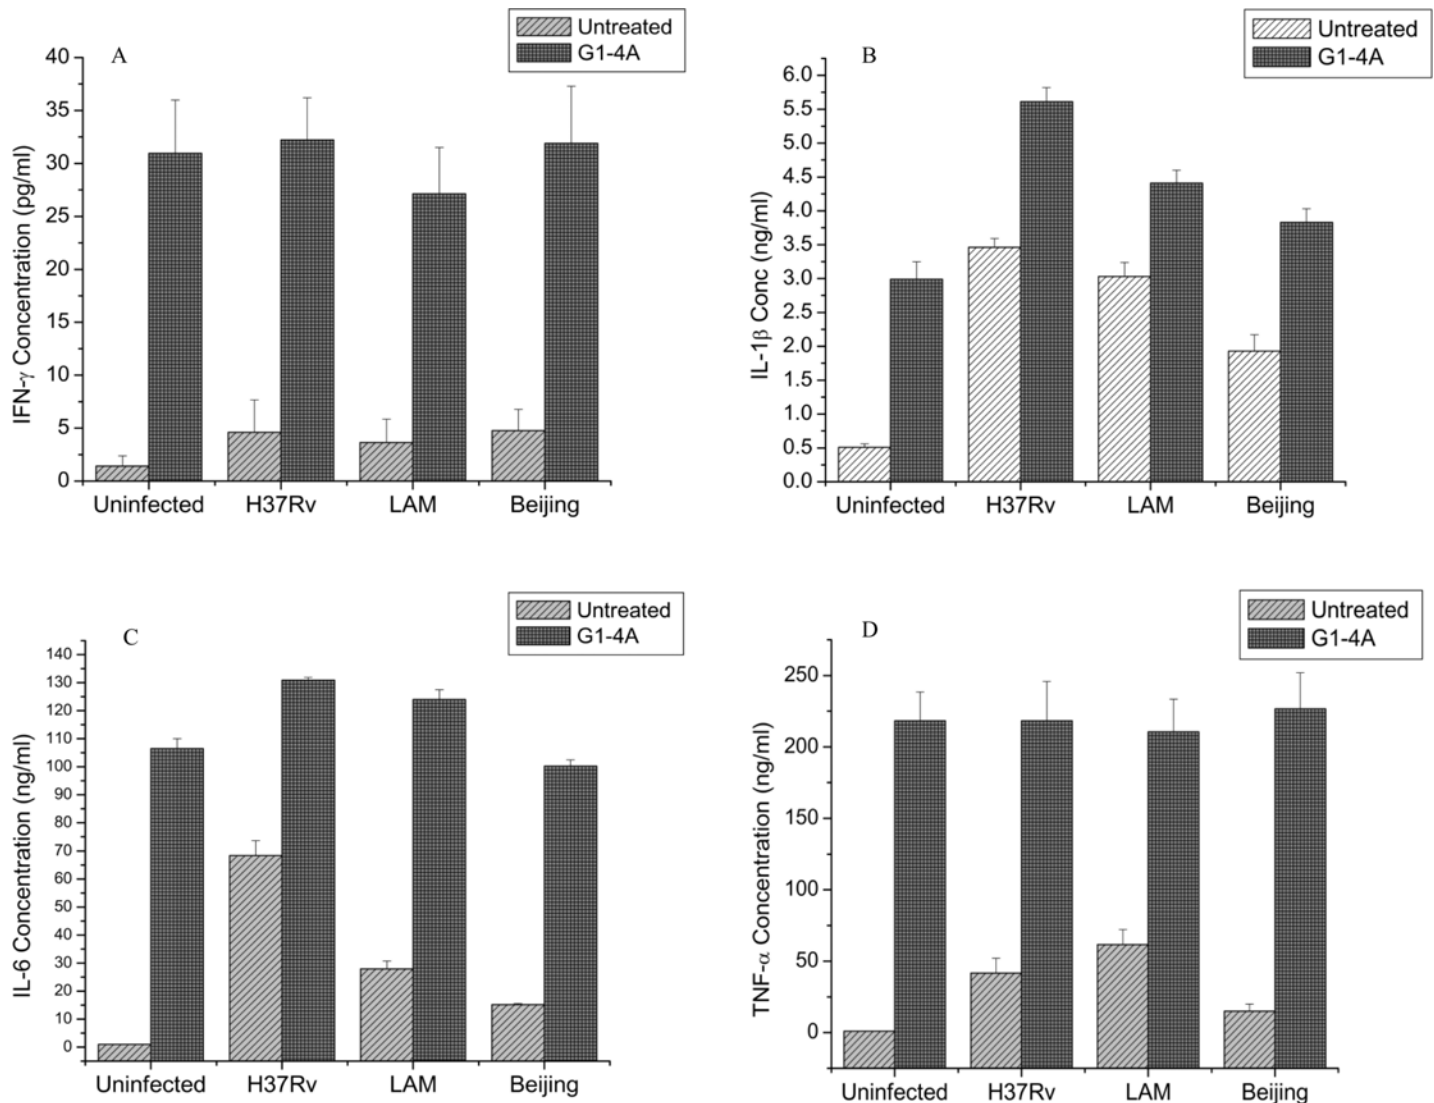 A
Untreated
G1-4A
IFN-γ Concentration (pg/ml)
40
35
30
25
20
15
10
5
0
Uninfected H37Rv LAM Beijing
B
Untreated
G1-4A
IL-1β Conc (ng/ml)
6.0
5.5
5.0
4.5
4.0
3.5
3.0
2.5
2.0
1.5
1.0
0.5
0.0
Uninfected H37Rv LAM Beijing
C
Untreated
G1-4A
IL-6 Concentration (ng/ml)
140
130
120
110
100
90
80
70
60
50
40
30
20
10
0
Uninfected H37Rv LAM Beijing
D
Untreated
G1-4A
TNF-α Concentration (ng/ml)
250
200
150
100
50
0
Uninfected H37Rv LAM Beijing